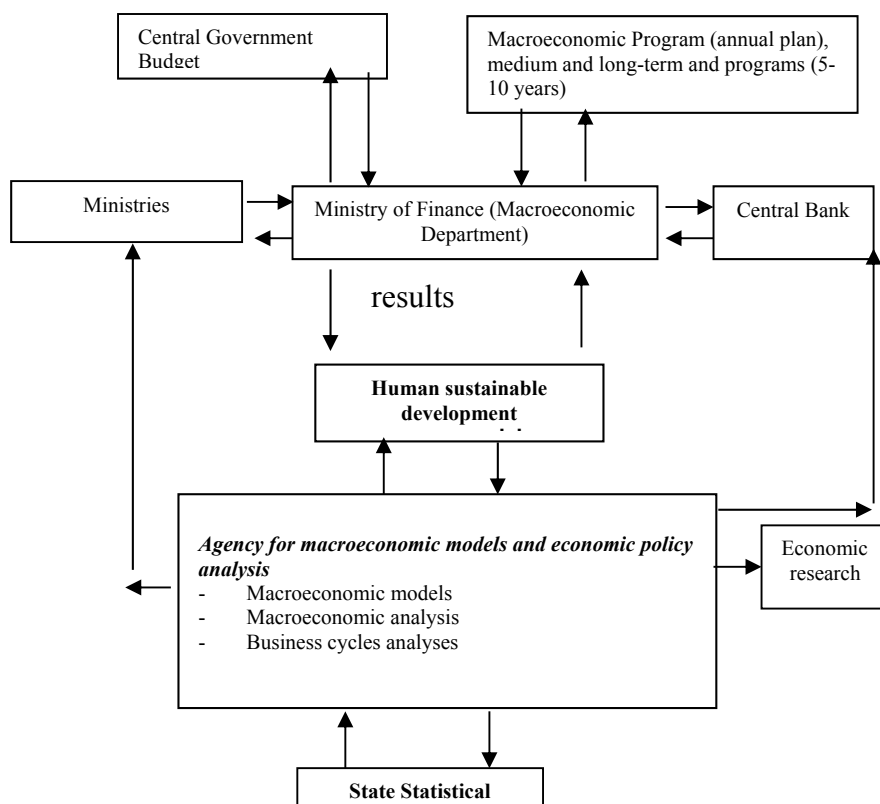 Central Government
Budget
Macroeconomic Program (annual plan),
medium and long-term and programs (5-
10 years)
Ministries
Ministry of Finance (Macroeconomic
Department)
Central Bank
results
Human sustainable
development
Agency for macroeconomic models and economic policy
analysis
- Macroeconomic models
- Macroeconomic analysis
- Business cycles analyses
Economic
research
State Statistical